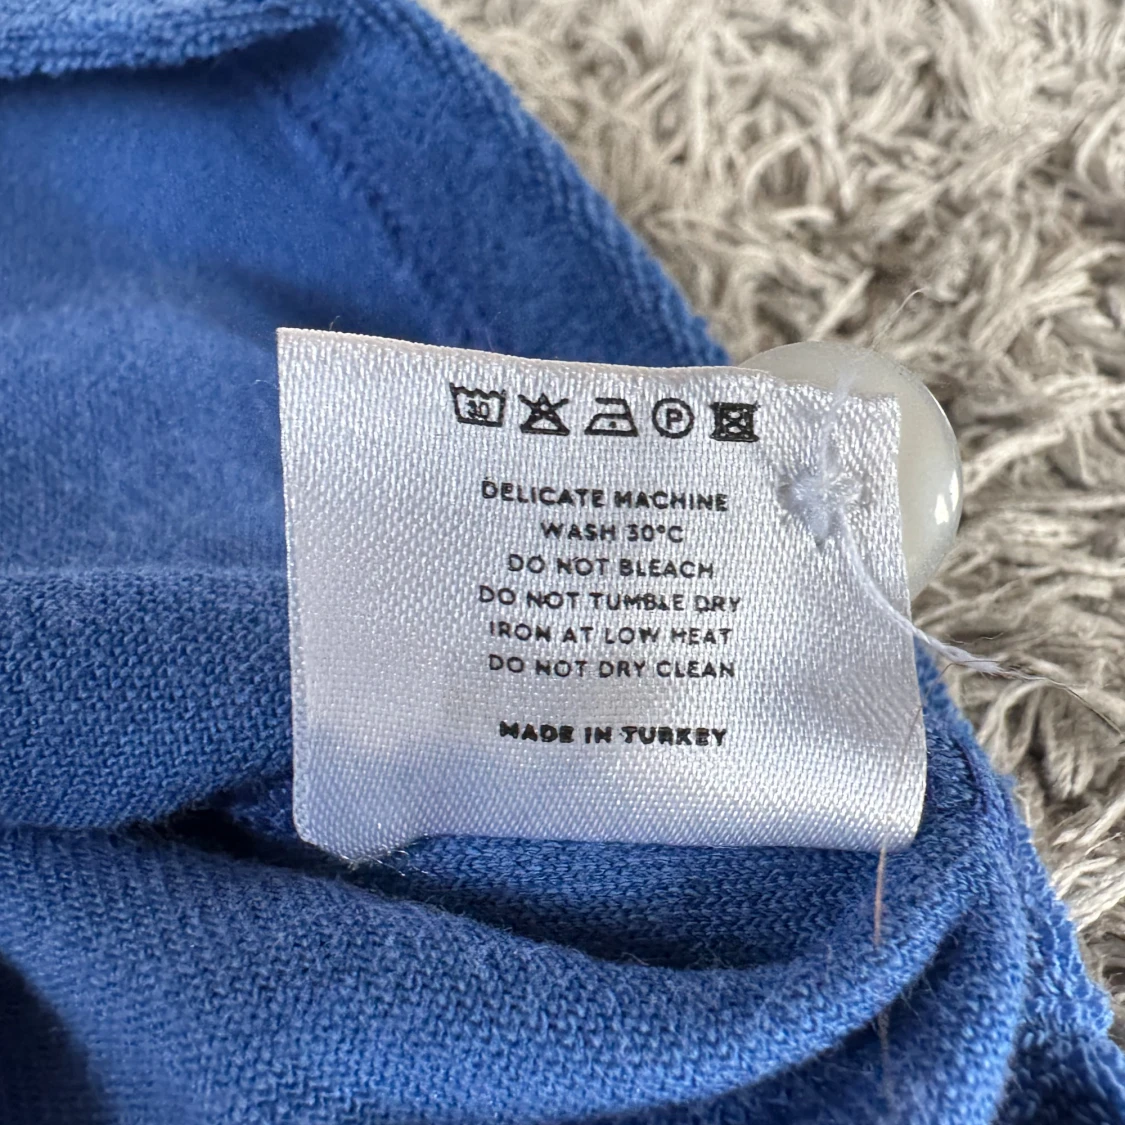 30 P
DELICATE MACHINE
WASH 30°C
DO NOT BLEACH
DO NOT TUMBLE DRY
IRON AT LOW HEAT
DO NOT DRY CLEAN
MADE IN TURKEY